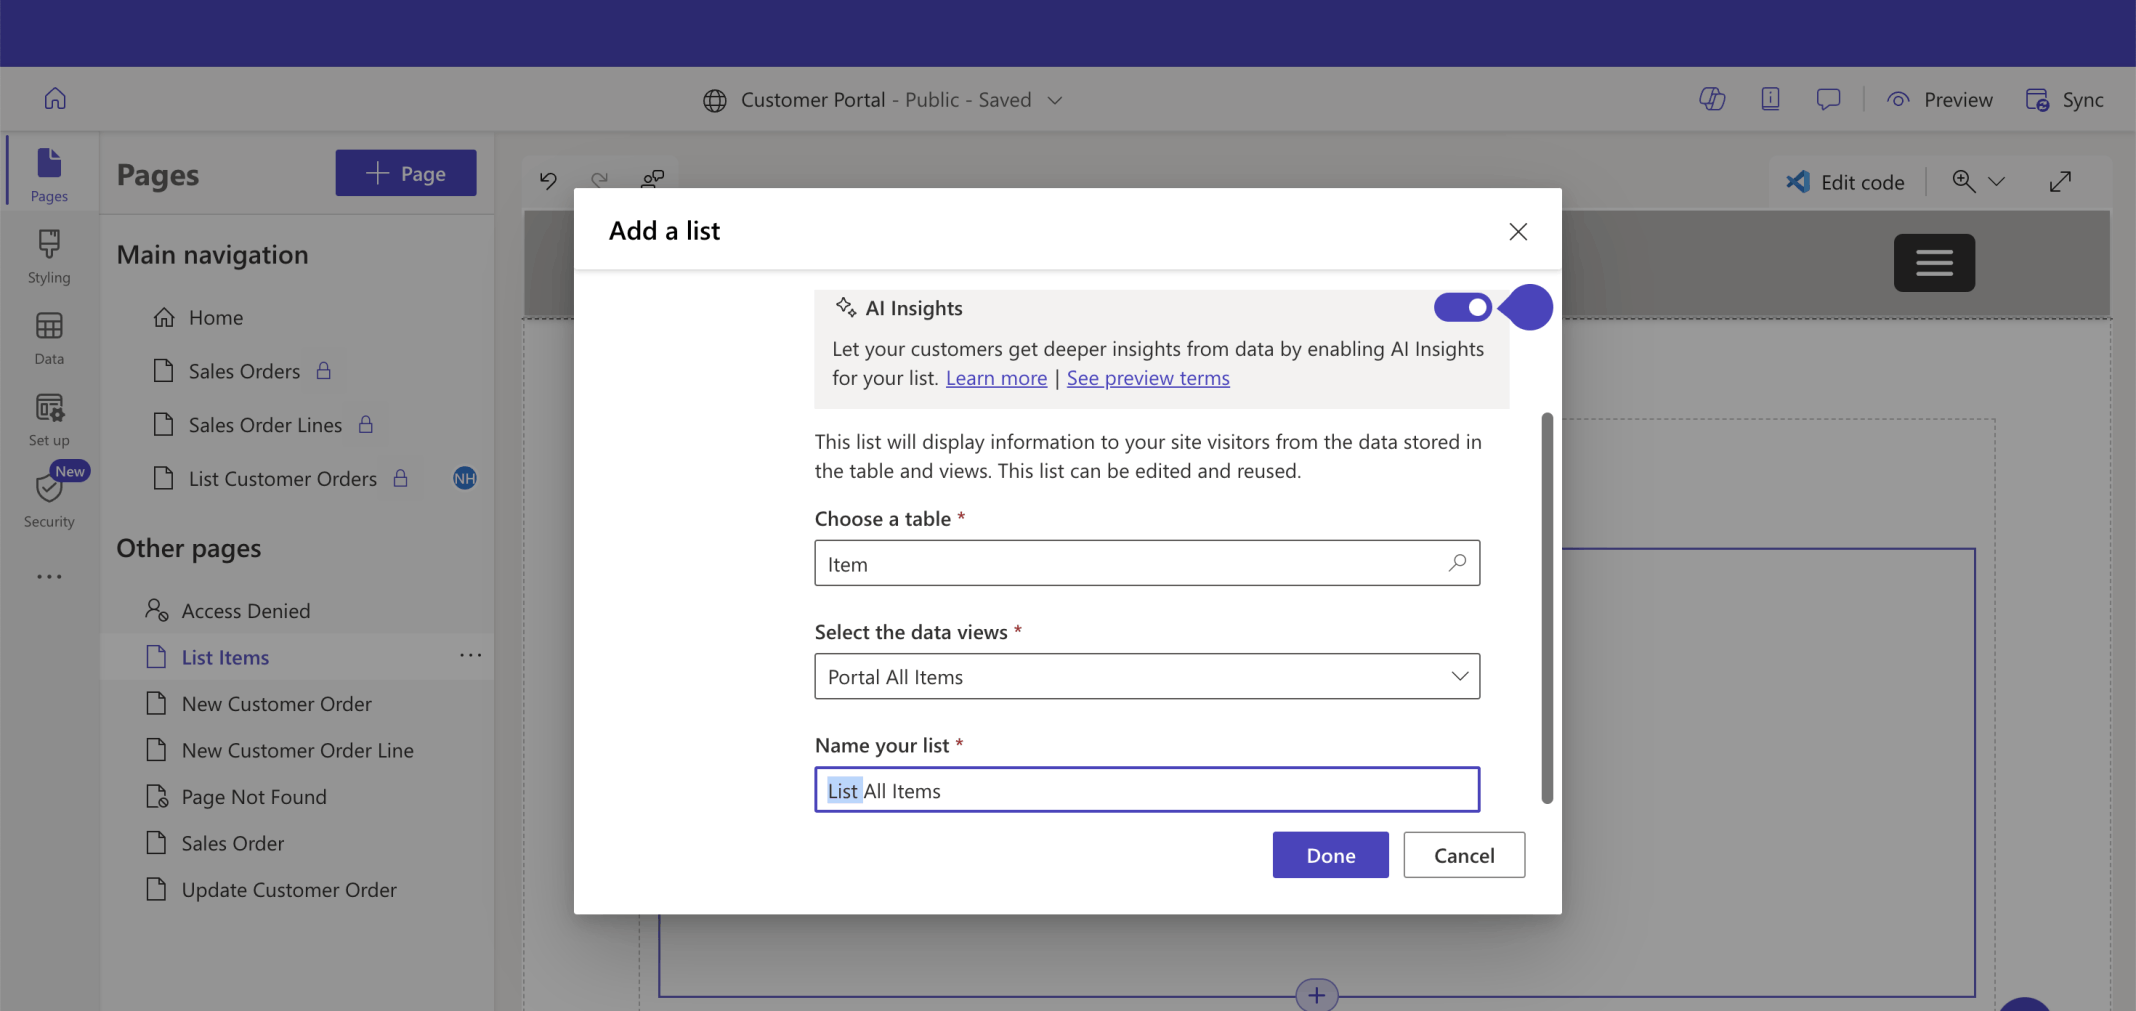 Customer Portal - Public - Saved
Preview
Sync
Pages
Styling
Data
Set up
New
Security
Pages
Page
Main navigation
Home
Sales Orders
Sales Order Lines
List Customer Orders
NH
Other pages
Access Denied
List Items
New Customer Order
New Customer Order Line
Page Not Found
Sales Order
Update Customer Order
Edit code
Add a list
AI Insights
Let your customers get deeper insights from data by enabling AI Insights
for your list. Learn more | See preview terms
This list will display information to your site visitors from the data stored in
the table and views. This list can be edited and reused.
Choose a table *
Item
Select the data views *
Portal All Items
Name your list *
List All Items
Done
Cancel